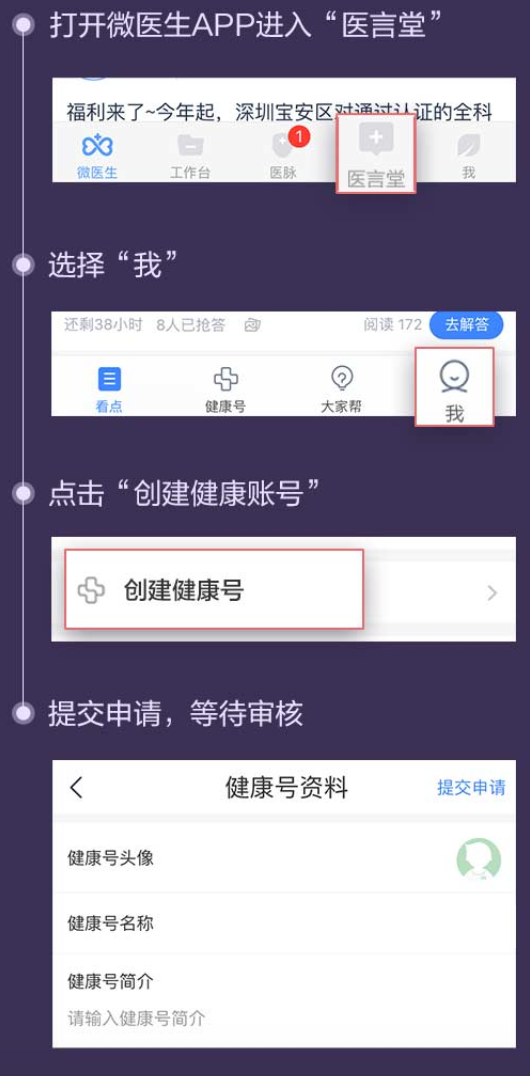 打开微医生APP进入“医言堂”
福利来了~今年起，深圳宝安区对通过认证的全科
1
微医生 工作台 医脉 医言堂 我
选择“我”
还剩38小时 8人已抢答 阅读 172 去解答
看点 健康号 大家帮 我
点击“创建健康账号”
创建健康号
提交申请，等待审核
健康号资料 提交申请
健康号头像
健康号名称
健康号简介
请输入健康号简介